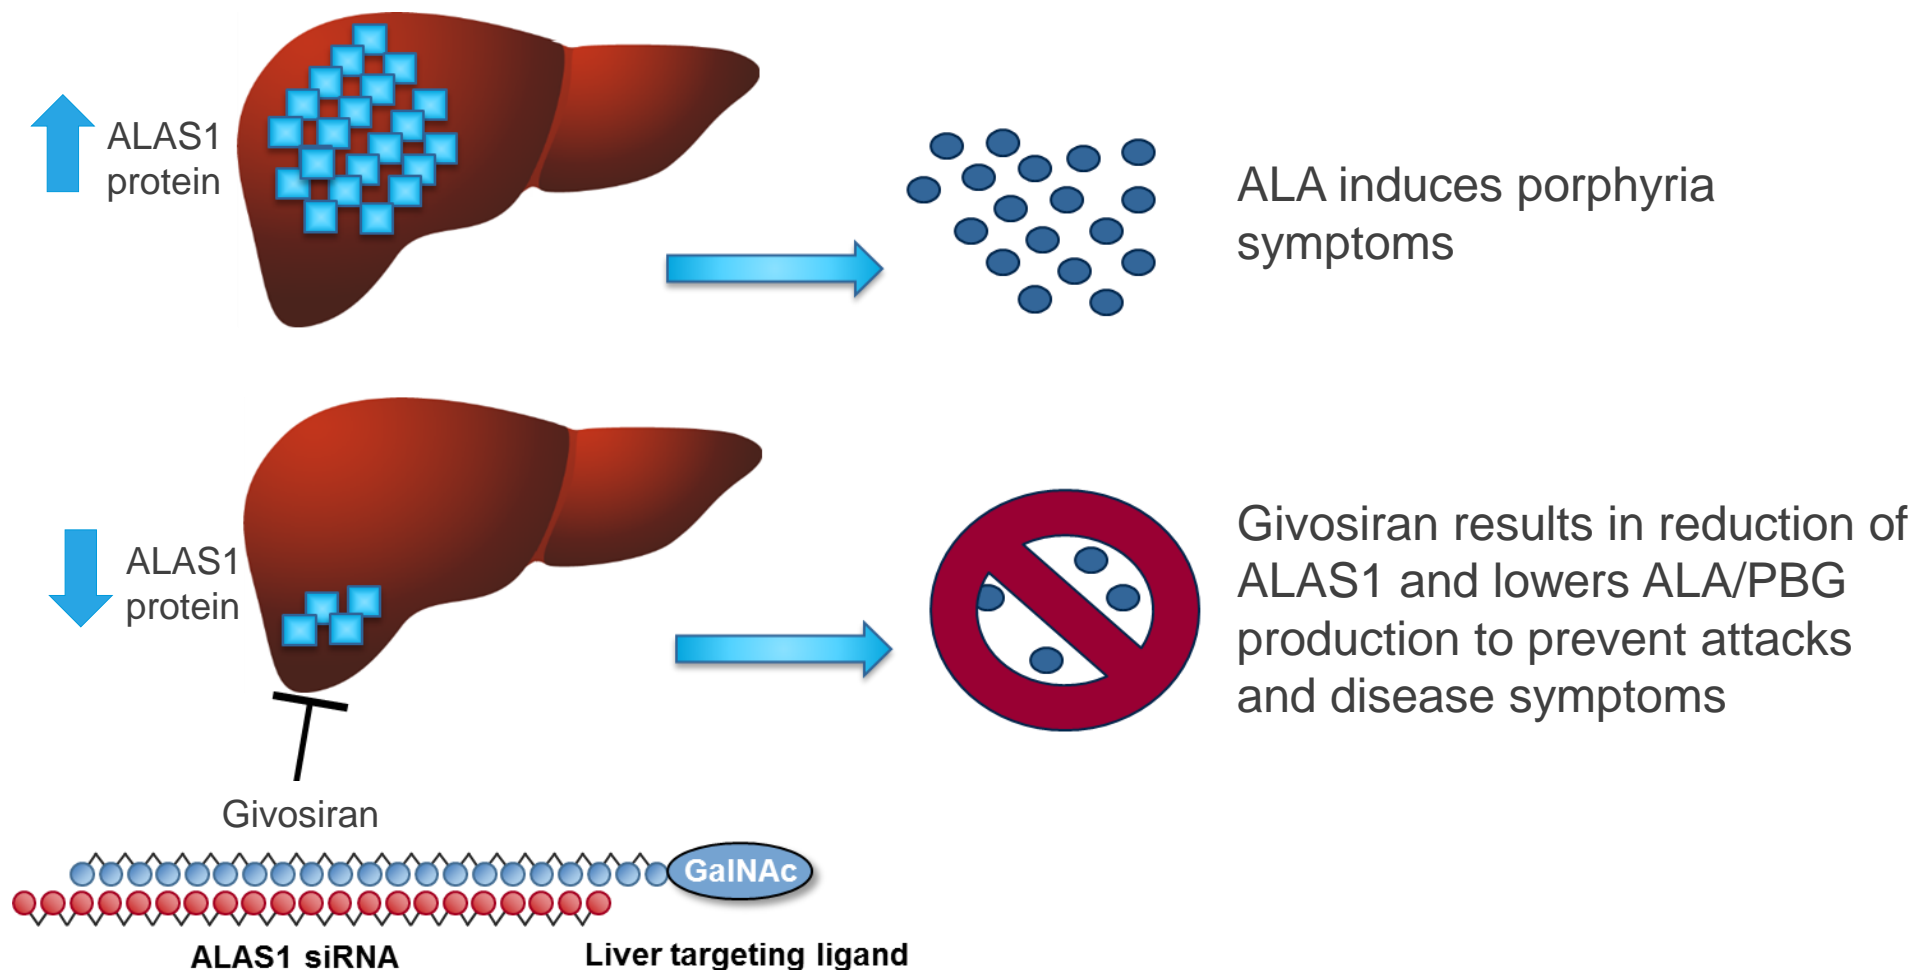 ALAS1
protein
ALA induces porphyria
symptoms
ALAS1
protein
Givosiran results in reduction of
ALAS1 and lowers ALA/PBG
production to prevent attacks
and disease symptoms
Givosiran
GalNAc
ALAS1 siRNA
Liver targeting ligand